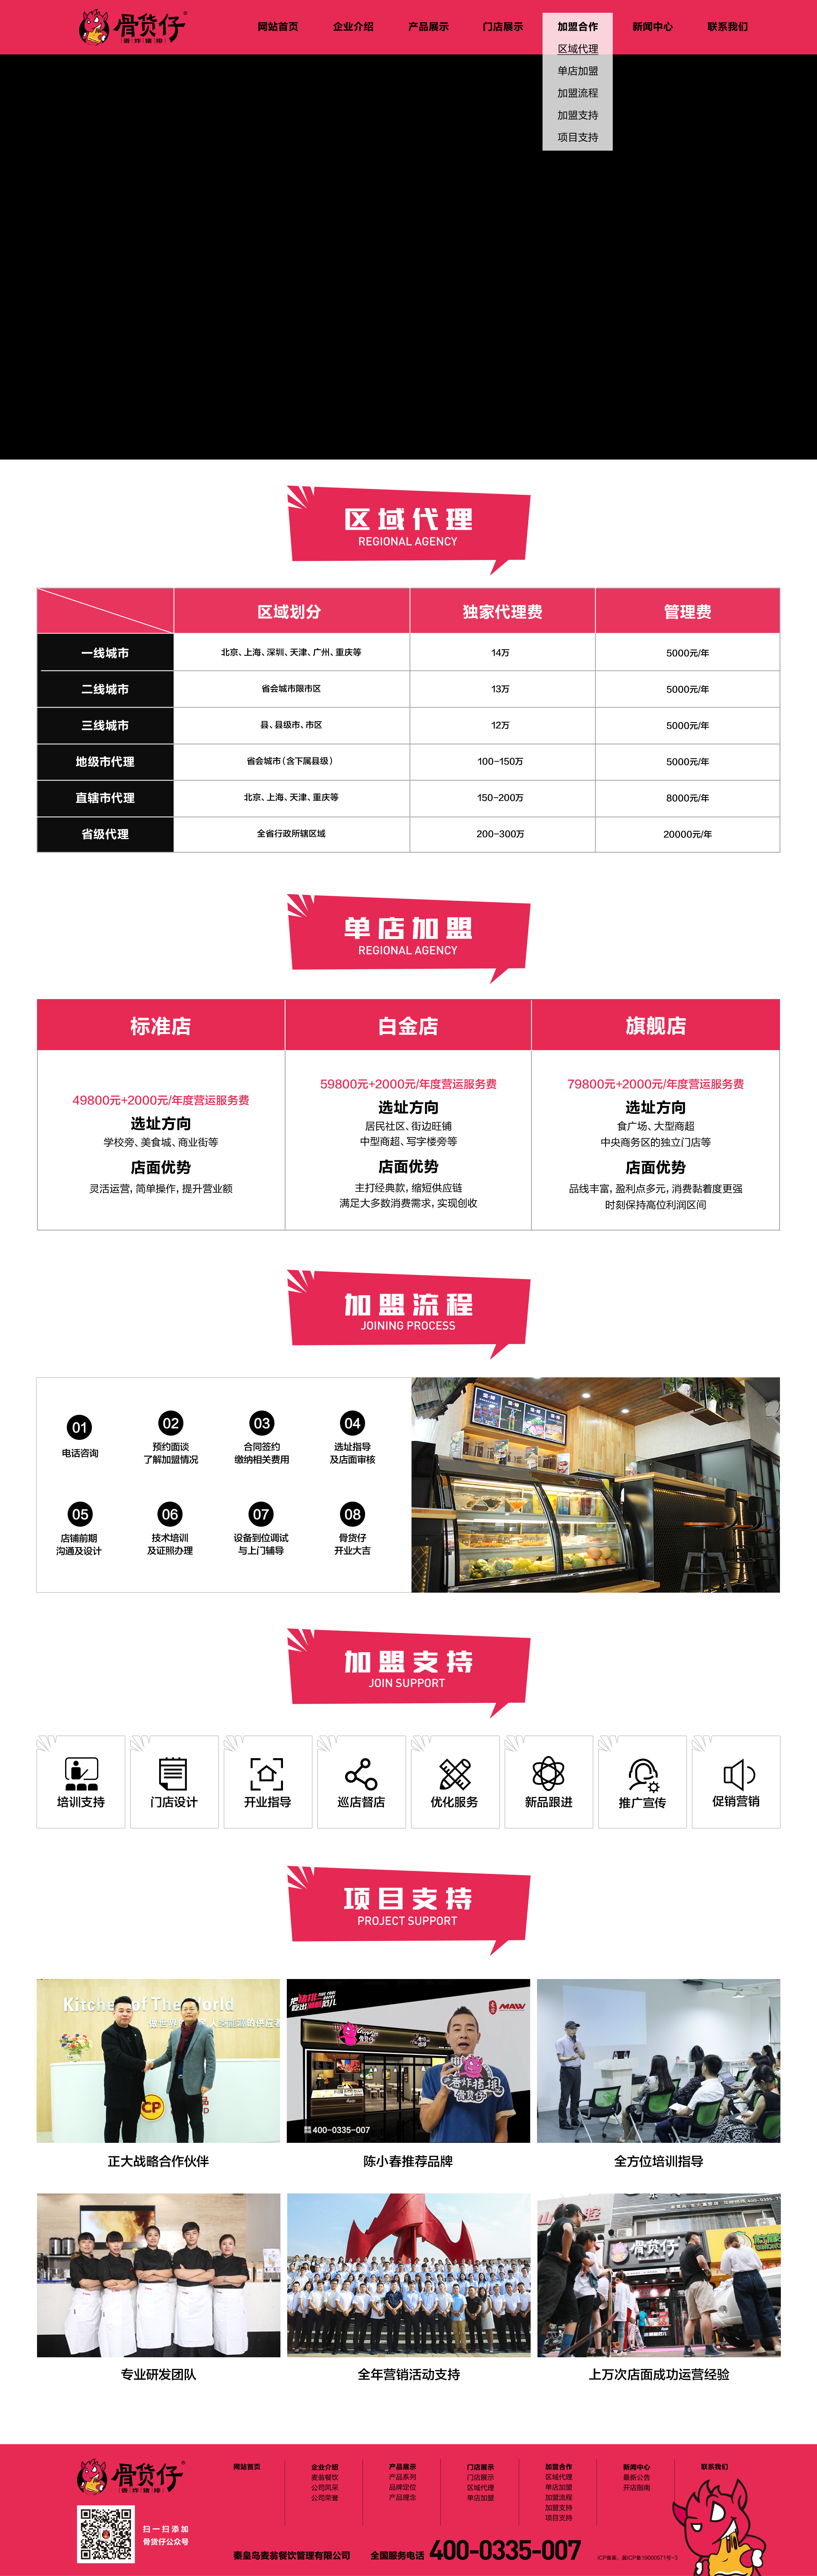 骨货仔®
香炸猪排
网站首页 企业介绍 产品展示 门店展示 加盟合作 新闻中心 联系我们
区域代理
单店加盟
加盟流程
加盟支持
项目支持
区域代理
REGIONAL AGENCY
区域划分 独家代理费 管理费
一线城市 北京、上海、深圳、天津、广州、重庆等 14万 5000元/年
二线城市 省会城市限市区 13万 5000元/年
三线城市 县、县级市、市区 12万 5000元/年
地级市代理 省会城市(含下属县级) 100-150万 5000元/年
直辖市代理 北京、上海、天津、重庆等 150-200万 8000元/年
省级代理 全省行政所辖区域 200-300万 20000元/年
单店加盟
REGIONAL AGENCY
标准店
49800元+2000元/年度营运服务费
选址方向
学校旁、美食城、商业街等
店面优势
灵活运营,简单操作,提升营业额
白金店
59800元+2000元/年度营运服务费
选址方向
居民社区、街边旺铺
中型商超、写字楼旁等
店面优势
主打经典款,缩短供应链
满足大多数消费需求,实现创收
旗舰店
79800元+2000元/年度营运服务费
选址方向
食广场、大型商超
中央商务区的独立门店等
店面优势
品线丰富,盈利点多元,消费黏着度更强
时刻保持高位利润区间
加盟流程
JOINING PROCESS
01
电话咨询
02
预约面谈
了解加盟情况
03
合同签约
缴纳相关费用
04
选址指导
及店面审核
05
店铺前期
沟通及设计
06
技术培训
及证照办理
07
设备到位调试
与上门辅导
08
骨货仔
开业大吉
加盟支持
JOIN SUPPORT
培训支持 门店设计 开业指导 巡店督店 优化服务 新品跟进 推广宣传 促销营销
项目支持
PROJECT SUPPORT
Kitchen of The World
CP
MAW
香炸猪排
骨货仔
400-0335-007
正大战略合作伙伴 陈小春推荐品牌 全方位培训指导
骨货仔
专业研发团队 全年营销活动支持 上万次店面成功运营经验
骨货仔®
香炸猪排
扫一扫添加
骨货仔公众号
网站首页
企业介绍
麦翁餐饮
公司风采
公司荣誉
产品展示
产品系列
品牌定位
产品理念
门店展示
门店展示
区域代理
单店加盟
加盟合作
区域代理
单店加盟
加盟流程
加盟支持
项目支持
新闻中心
最新公告
开店指南
联系我们
秦皇岛麦翁餐饮管理有限公司 全国服务电话 400-0335-007 ICP备案:冀ICP备19000571号-3